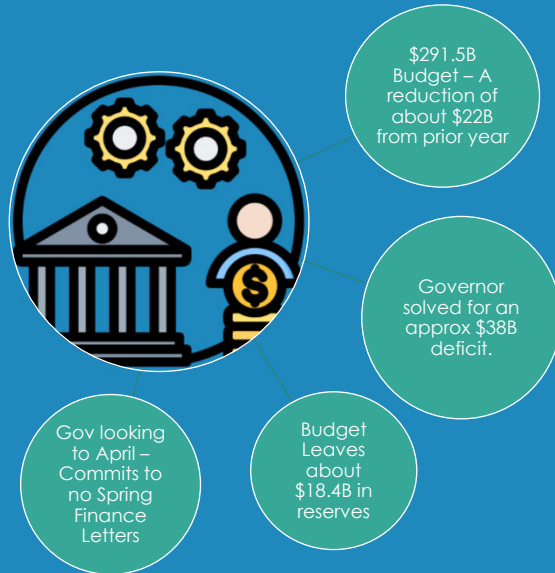 $291.5B
Budget – A
reduction of
about $22B
from prior year
Governor
solved for an
approx $38B
deficit.
Budget
Leaves
about
$18.4B in
reserves
Gov looking
to April –
Commits to
no Spring
Finance
Letters
$